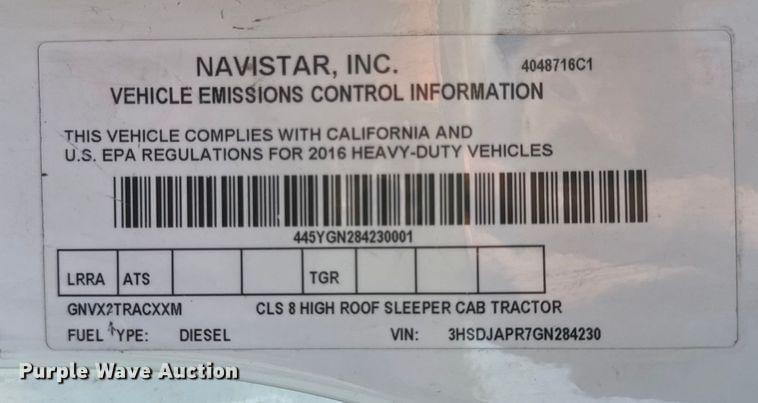 NAVISTAR, INC. 4048716C1
VEHICLE EMISSIONS CONTROL INFORMATION
THIS VEHICLE COMPLIES WITH CALIFORNIA AND
U.S. EPA REGULATIONS FOR 2016 HEAVY-DUTY VEHICLES
445YGN284230001
LRRA ATS TGR
GNVX2TRACXXM CLS 8 HIGH ROOF SLEEPER CAB TRACTOR
FUEL TYPE: DIESEL VIN: 3HSDJAPR7GN284230
Purple Wave Auction